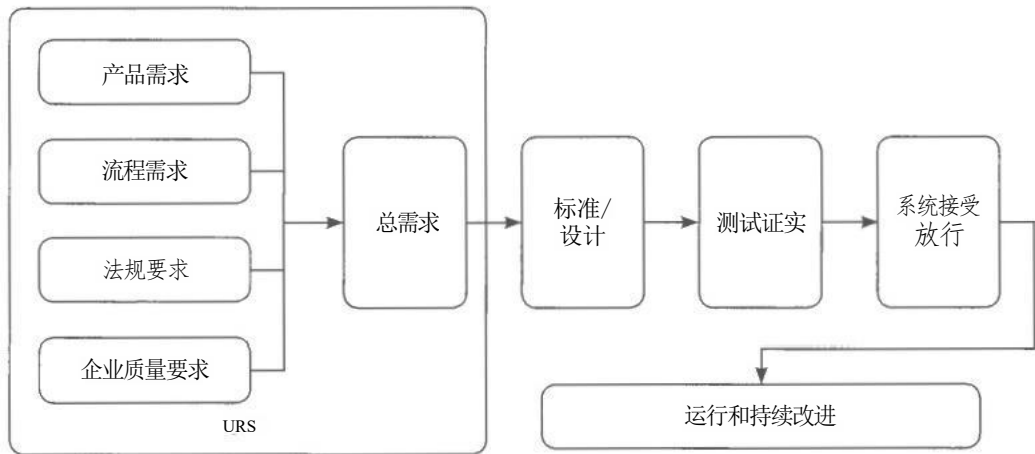 产品需求
流程需求
法规要求
企业质量要求
URS
总需求
标准/
设计
测试证实
系统接受
放行
运行和持续改进